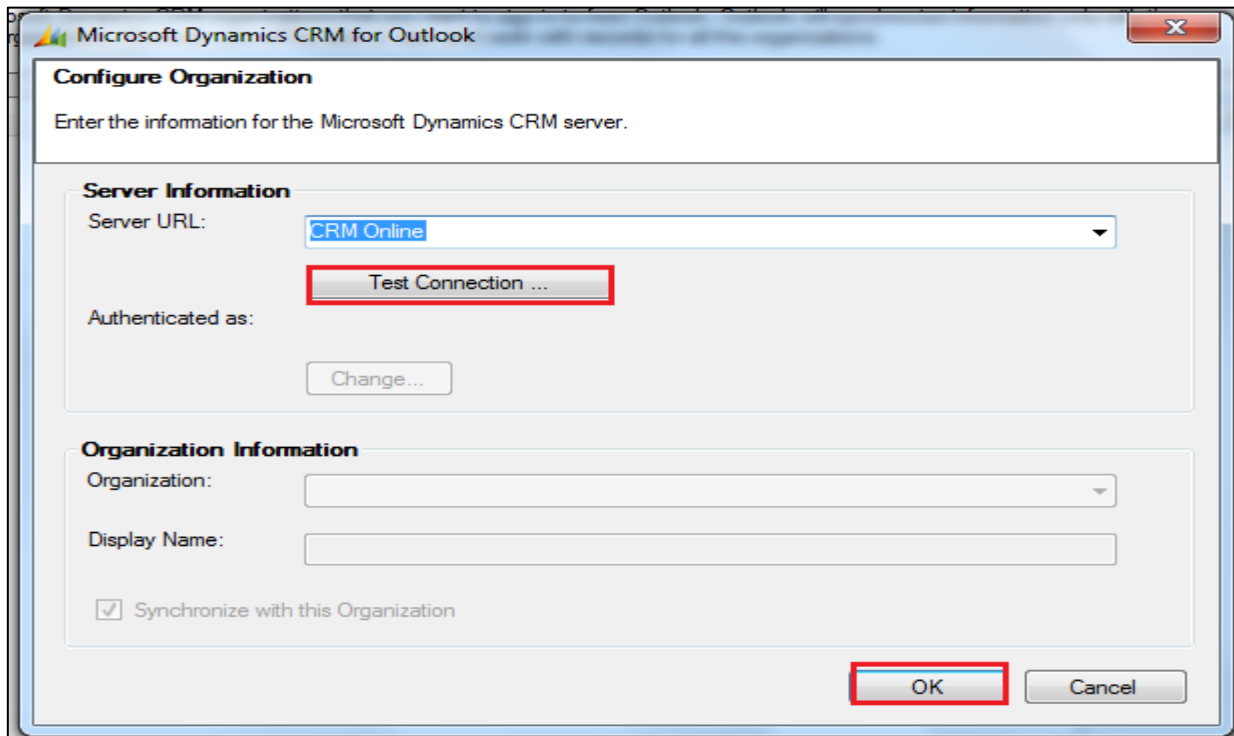 Microsoft Dynamics CRM for Outlook
Configure Organization
Enter the information for the Microsoft Dynamics CRM server.
Server Information
Server URL:
CRM Online
Test Connection ...
Authenticated as:
Change...
Organization Information
Organization:
Display Name:
Synchronize with this Organization
OK
Cancel